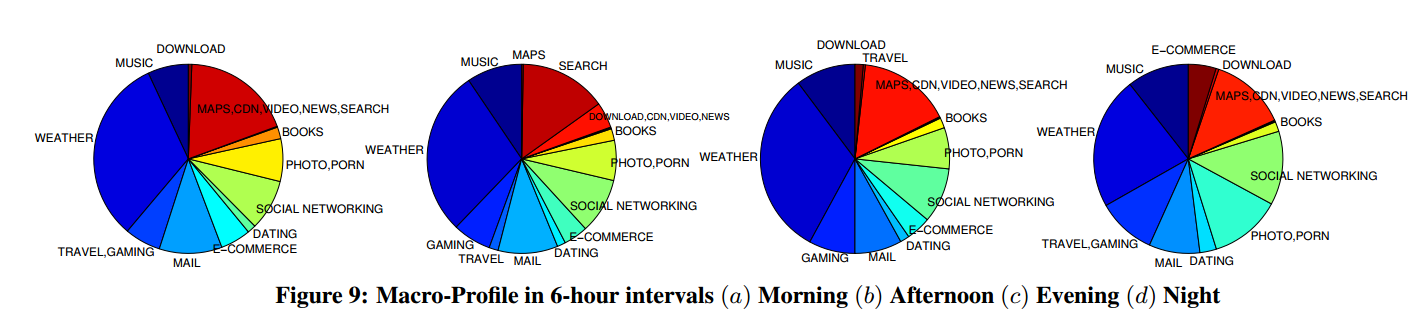 DOWNLOAD
MUSIC
MAPS,CDN,VIDEO,NEWS,SEARCH
WEATHER
BOOKS
PHOTO,PORN
SOCIAL NETWORKING
DATING
E-COMMERCE
TRAVEL,GAMING
MAIL
MAPS
MUSIC
SEARCH
DOWNLOAD,CDN,VIDEO,NEWS
BOOKS
WEATHER
PHOTO,PORN
SOCIAL NETWORKING
E-COMMERCE
GAMING
DATING
TRAVEL
MAIL
DOWNLOAD
TRAVEL
MUSIC
MAPS,CDN,VIDEO,NEWS,SEARCH
BOOKS
PHOTO,PORN
WEATHER
SOCIAL NETWORKING
E-COMMERCE
DATING
GAMING
MAIL
E-COMMERCE
DOWNLOAD
MUSIC
MAPS,CDN,VIDEO,NEWS,SEARCH
BOOKS
WEATHER
SOCIAL NETWORKING
PHOTO,PORN
TRAVEL,GAMING
MAIL
DATING
Figure 9: Macro-Profile in 6-hour intervals (a) Morning (b) Afternoon (c) Evening (d) Night